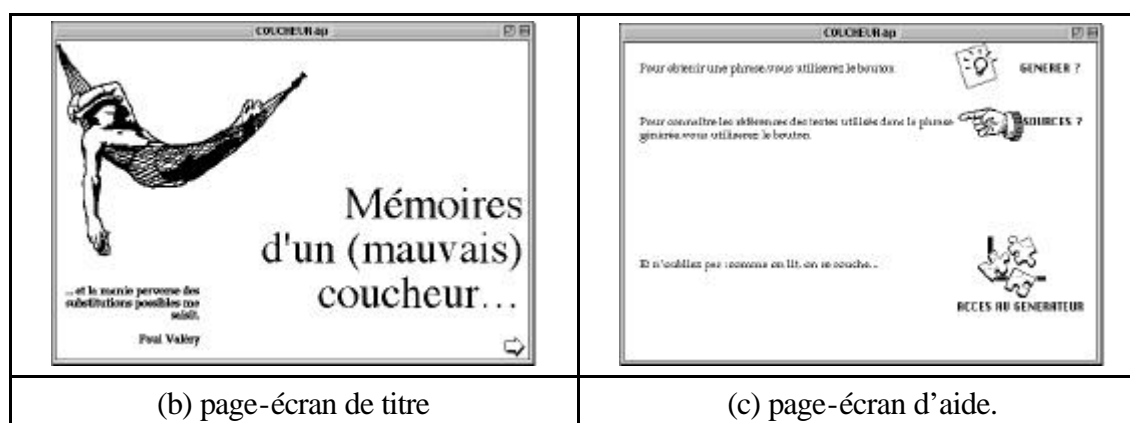 COUCHEUR.ap
Mémoires
d'un (mauvais)
coucheur...
...et la manie perverse des
substitutions possibles me
saisit.
Paul Valéry
(b) page-écran de titre
COUCHEUR.ap
Pour obtenir une phrase,vous utiliserez le bouton
GENERER ?
Pour connaître les références des textes utilisés dans la phrase
générée,vous utiliserez le bouton.
SOURCES ?
Et n'oubliez pas :comme on lit, on se couche...
ACCES AU GENERATEUR
(c) page-écran d'aide.